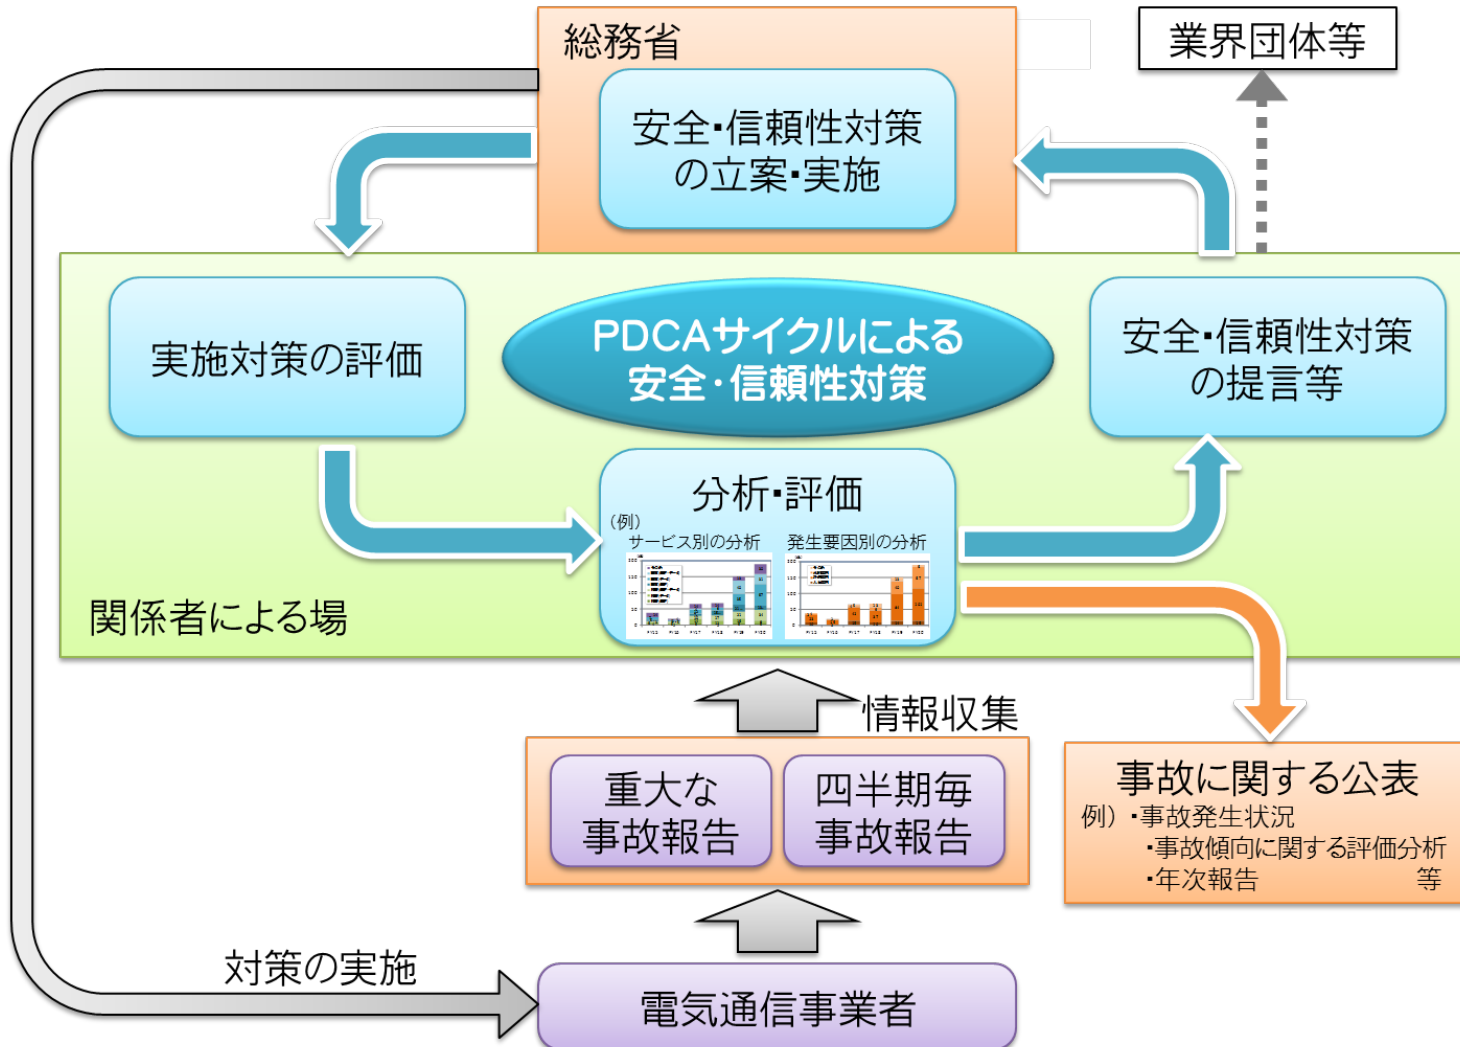 総務省
業界団体等
安全・信頼性対策
の立案・実施
実施対策の評価
PDCAサイクルによる
安全・信頼性対策
安全・信頼性対策
の提言等
分析・評価
（例）
サービス別の分析
発生要因別の分析
関係者による場
情報収集
重大な
事故報告
四半期毎
事故報告
事故に関する公表
例）・事故発生状況
・事故傾向に関する評価分析
・年次報告 等
対策の実施
電気通信事業者